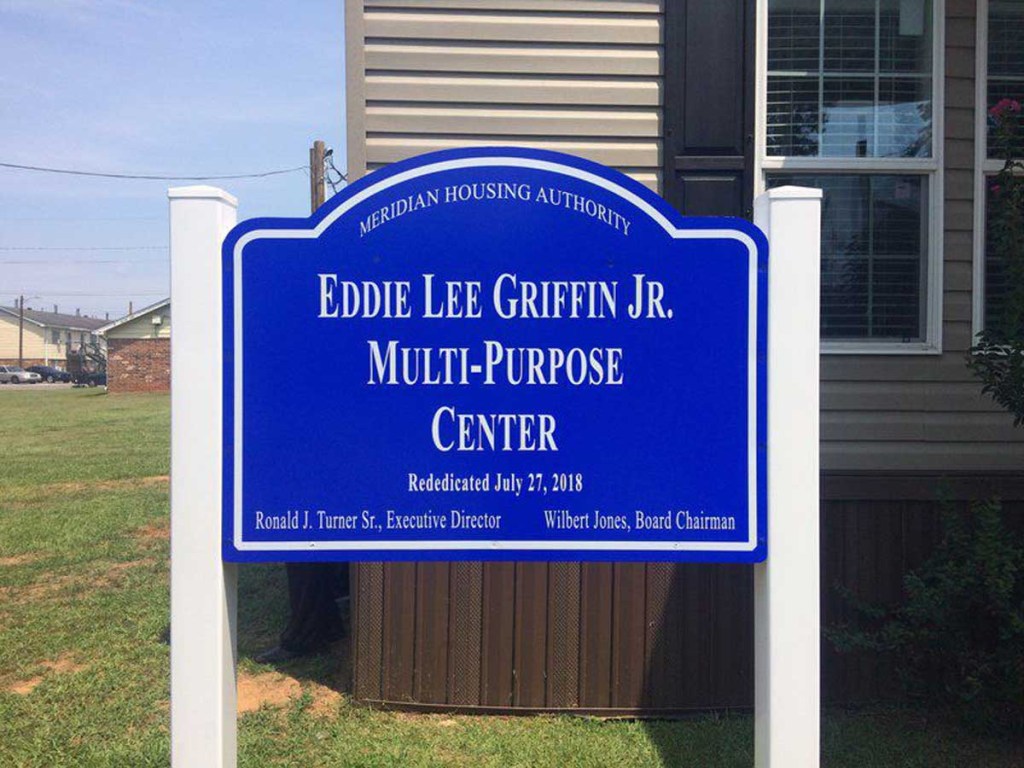 MERIDIAN HOUSING AUTHORITY
EDDIE LEE GRIFFIN JR.
MULTI-PURPOSE
CENTER
Rededicated July 27, 2018
Ronald J. Turner Sr., Executive Director Wilbert Jones, Board Chairman